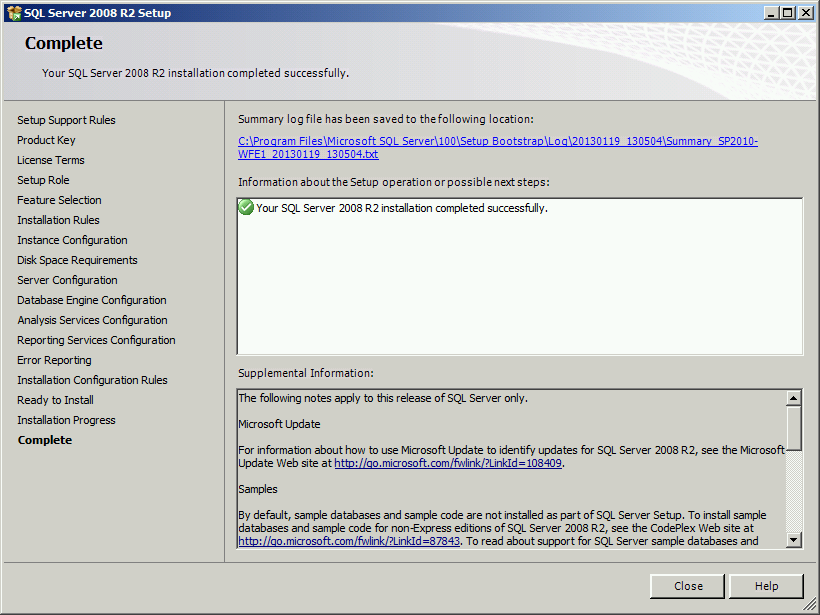 SQL Server 2008 R2 Setup
Complete
Your SQL Server 2008 R2 installation completed successfully.
Setup Support Rules
Product Key
License Terms
Setup Role
Feature Selection
Installation Rules
Instance Configuration
Disk Space Requirements
Server Configuration
Database Engine Configuration
Analysis Services Configuration
Reporting Services Configuration
Error Reporting
Installation Configuration Rules
Ready to Install
Installation Progress
Complete
Summary log file has been saved to the following location:
C:\Program Files\Microsoft SQL Server\100\Setup Bootstrap\Log\20130119_130504\Summary_SP2010-
WFE1_20130119_130504.txt
Information about the Setup operation or possible next steps:
Your SQL Server 2008 R2 installation completed successfully.
Supplemental Information:
The following notes apply to this release of SQL Server only.
Microsoft Update
For information about how to use Microsoft Update to identify updates for SQL Server 2008 R2, see the Microsoft
Update Web site at http://go.microsoft.com/fwlink/?LinkId=108409.
Samples
By default, sample databases and sample code are not installed as part of SQL Server Setup. To install sample
databases and sample code for non-Express editions of SQL Server 2008 R2, see the CodePlex Web site at
http://go.microsoft.com/fwlink/?LinkId=87843. To read about support for SQL Server sample databases and
Close
Help